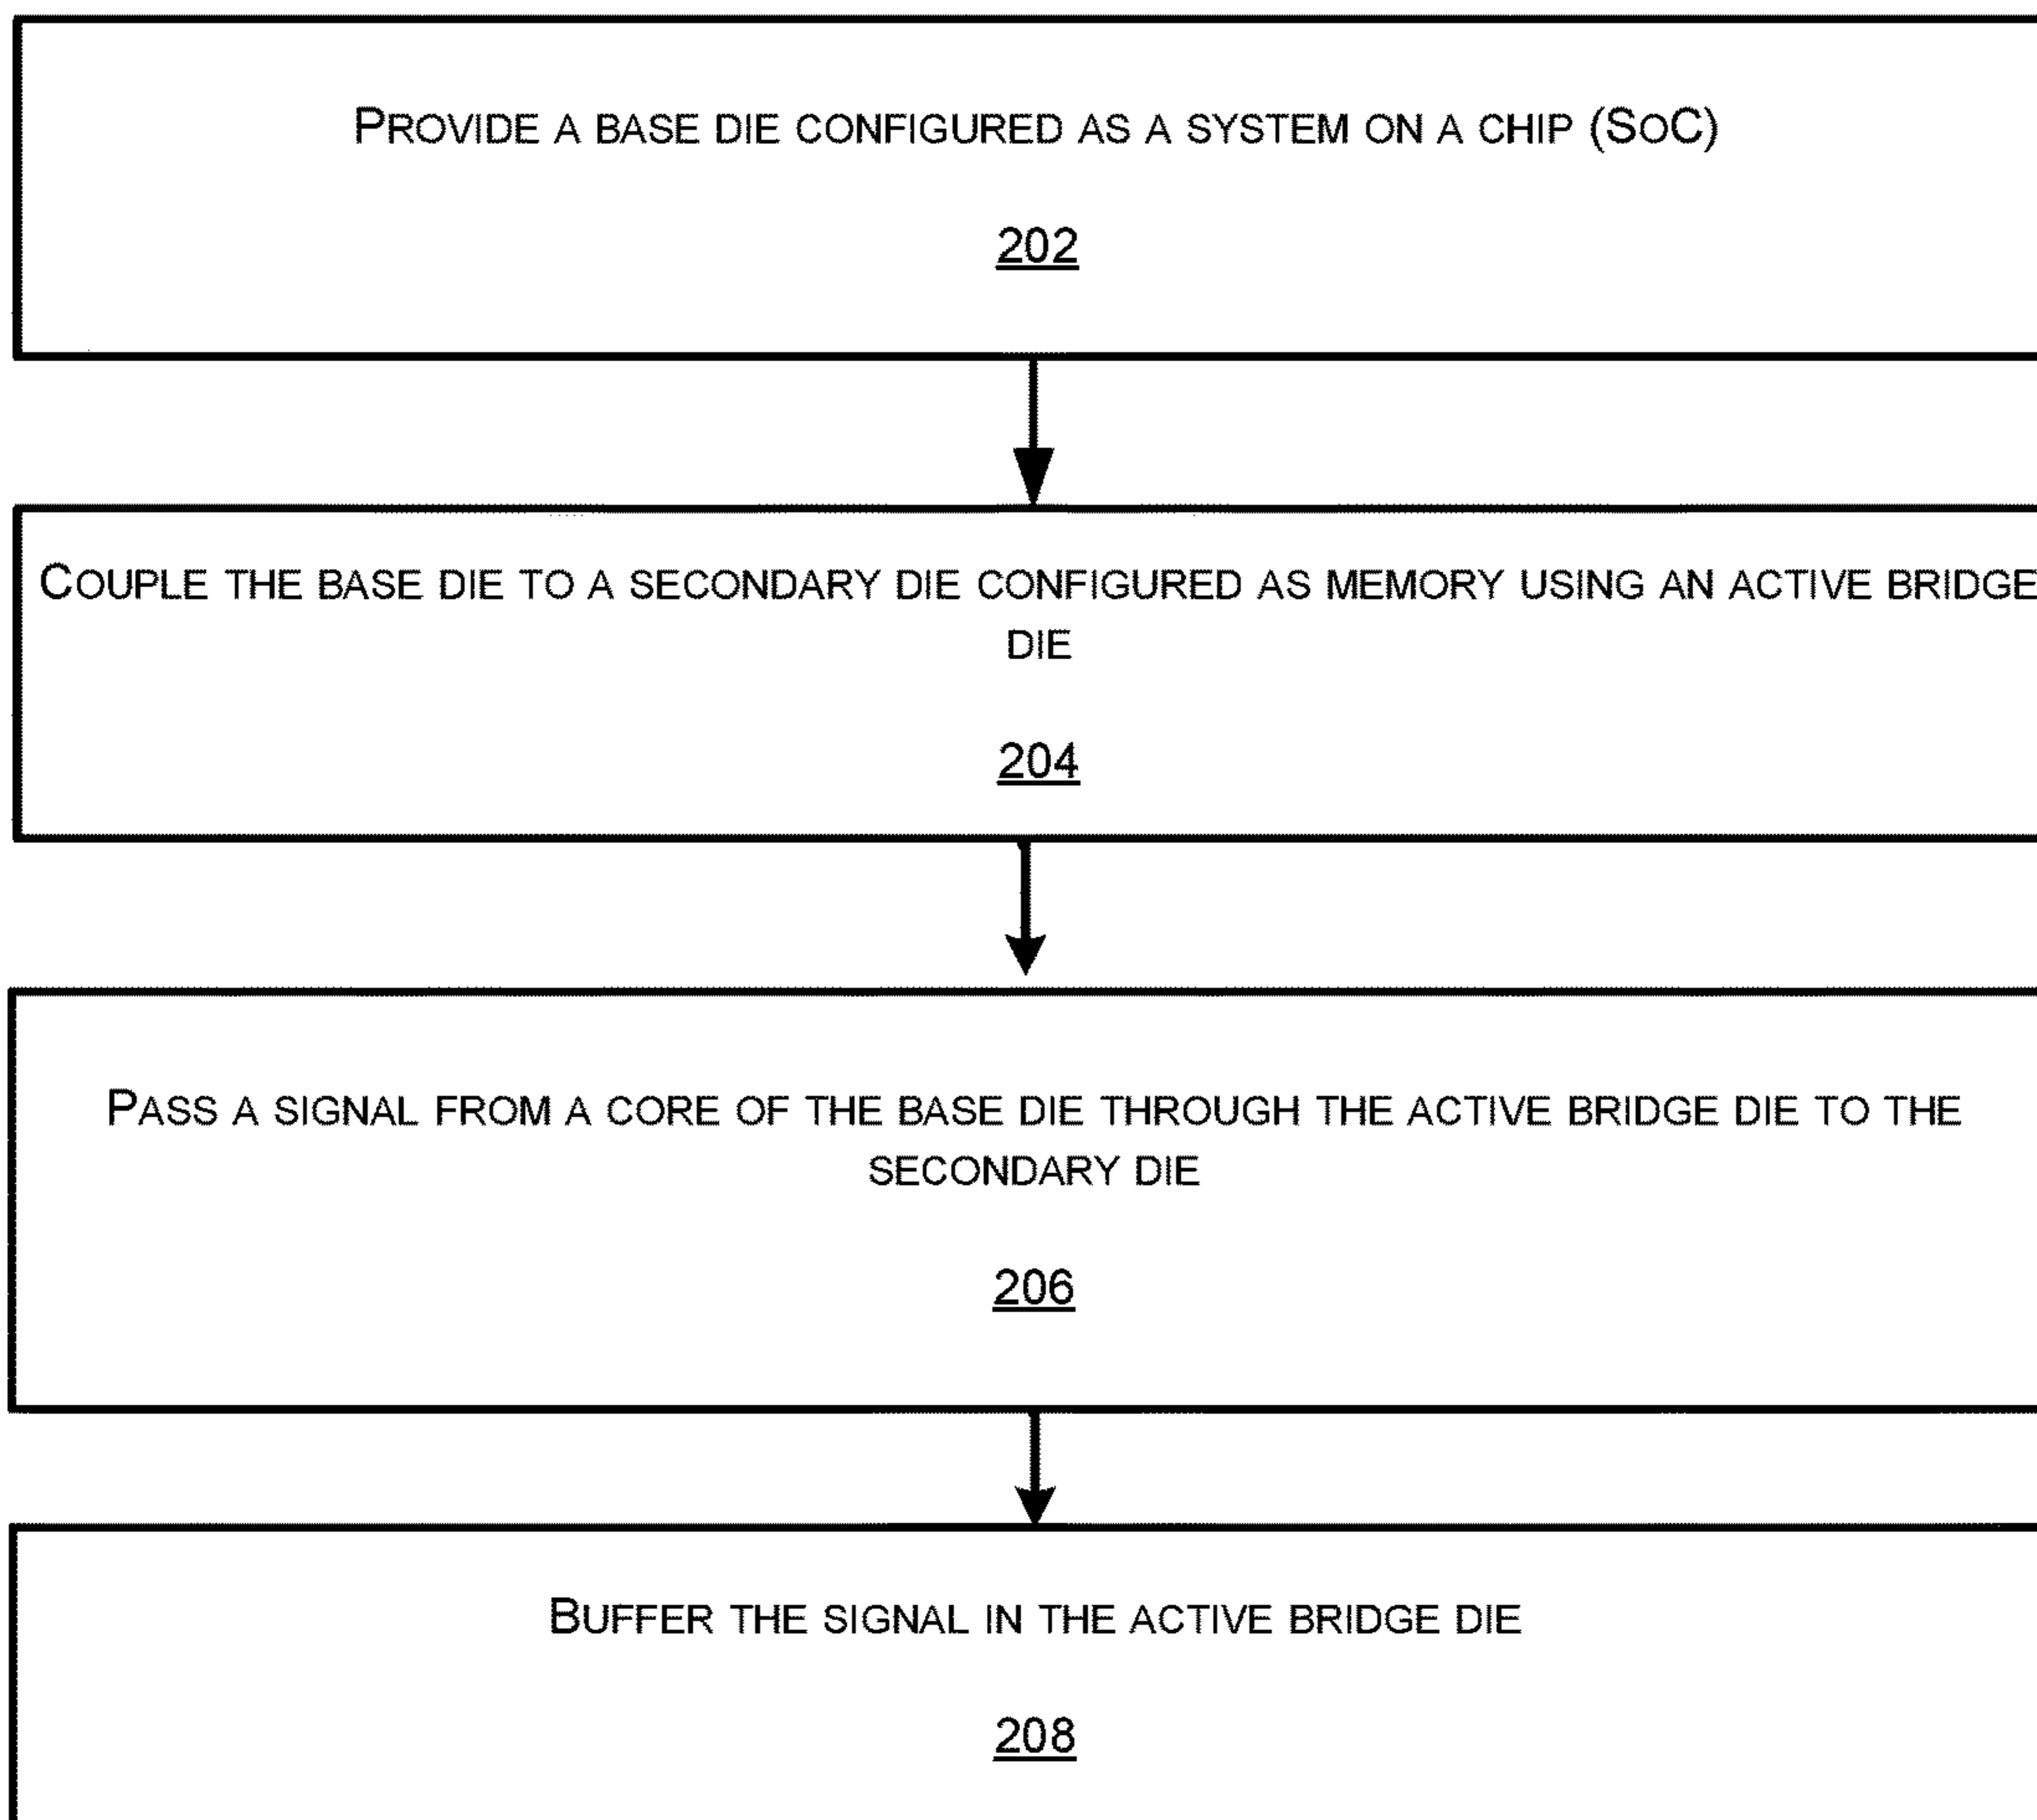 PROVIDE A BASE DIE CONFIGURED AS A SYSTEM ON A CHIP (SOC)
202
COUPLE THE BASE DIE TO A SECONDARY DIE CONFIGURED AS MEMORY USING AN ACTIVE BRIDGE
DIE
204
PASS A SIGNAL FROM A CORE OF THE BASE DIE THROUGH THE ACTIVE BRIDGE DIE TO THE
SECONDARY DIE
206
BUFFER THE SIGNAL IN THE ACTIVE BRIDGE DIE
208